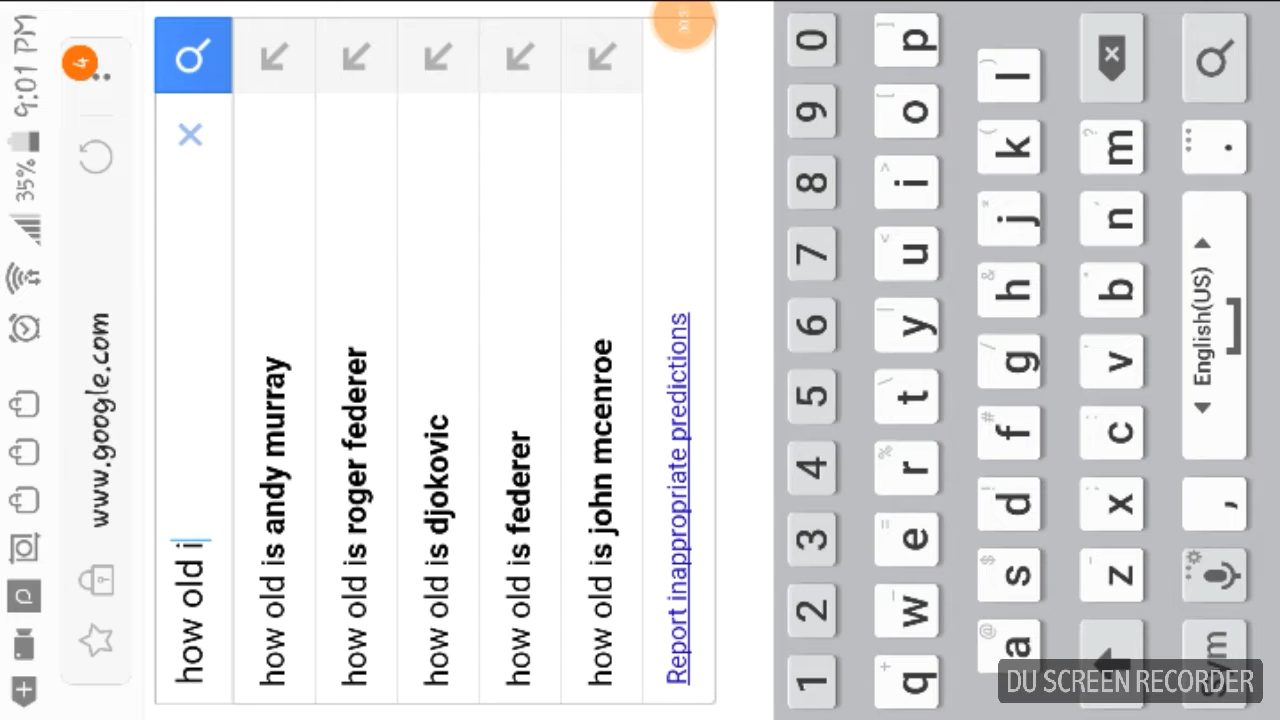 35% 9:01 PM
www.google.com
4
how old i
how old is andy murray
how old is roger federer
how old is djokovic
how old is federer
how old is john mcenroe
Report inappropriate predictions
1 2 3 4 5 6 7 8 9 0
q w e r t y u i o p
a s d f g h j k l
z x c v b n m
Sym , English(US) .
DU SCREEN RECORDER